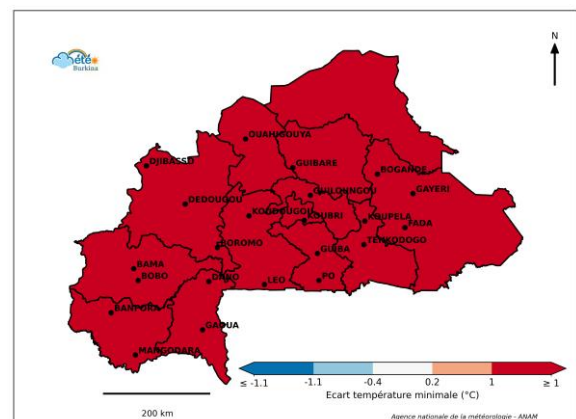 N
Météo
Burkina
OUAHIGOUYA
DJIBASSO
GUIBARE
BOGANDE
GAYERI
GUILOUNGOU
DEDOUGOU
KOUDOUGOU
KOUBRI
KOUPELA
FADA
TENKODOGO
BOROMO
GUIBA
BAMA
BOBO
DANO
LEO
PO
BANFORA
GAOUA
MANGODARA
≤ -1.1 -1.1 -0.4 0.2 1 ≥ 1
Ecart température minimale (°C)
200 km
Agence nationale de la météorologie - ANAM